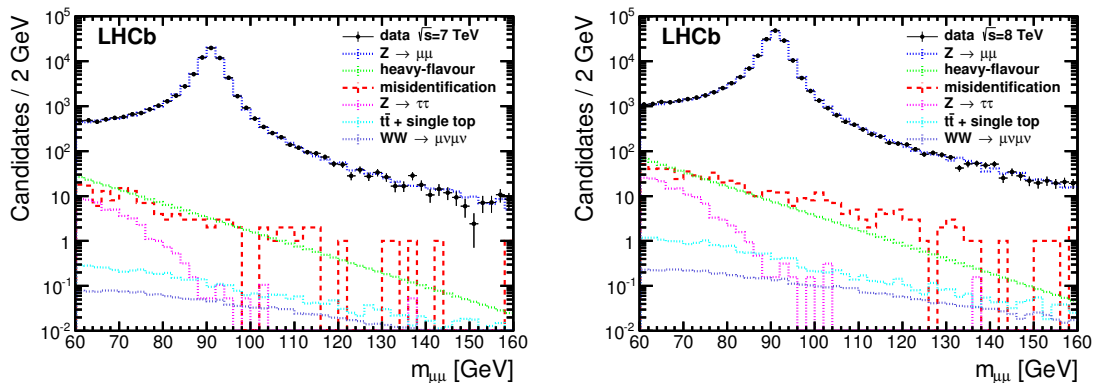 LHCb
data √s=7 TeV
Z → μμ
heavy-flavour
misidentification
Z → ττ
tt̄ + single top
WW → μνμν
Candidates / 2 GeV
10⁵
10⁴
10³
10²
10
1
10⁻¹
10⁻²
60 70 80 90 100 110 120 130 140 150 160
m_μμ [GeV]
LHCb
data √s=8 TeV
Z → μμ
heavy-flavour
misidentification
Z → ττ
tt̄ + single top
WW → μνμν
Candidates / 2 GeV
10⁵
10⁴
10³
10²
10
1
10⁻¹
10⁻²
60 70 80 90 100 110 120 130 140 150 160
m_μμ [GeV]